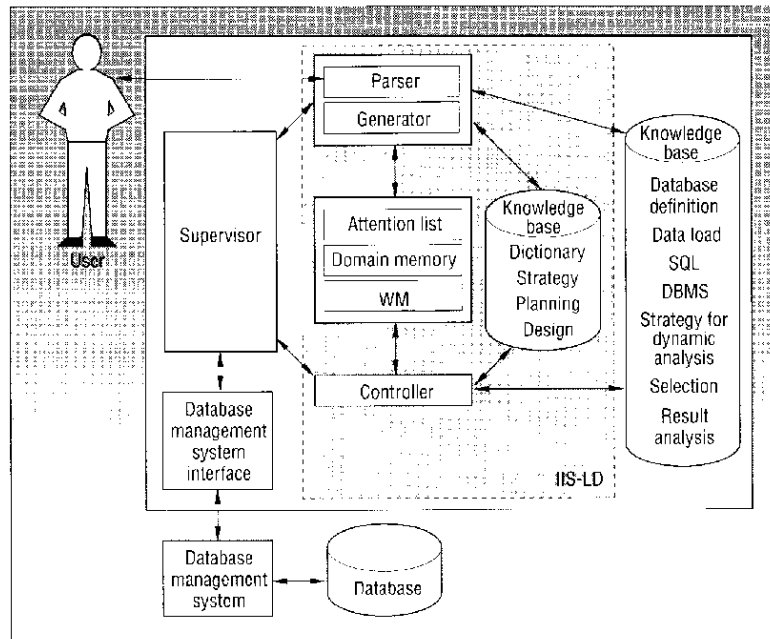 User
Supervisor
Database
management
system
interface
Database
management
system
Database
Parser
Generator
Attention list
Domain memory
WM
Controller
Knowledge
base
Dictionary
Strategy
Planning
Design
IIS-LD
Knowledge
base
Database
definition
Data load
SQL
DBMS
Strategy for
dynamic
analysis
Selection
Result
analysis